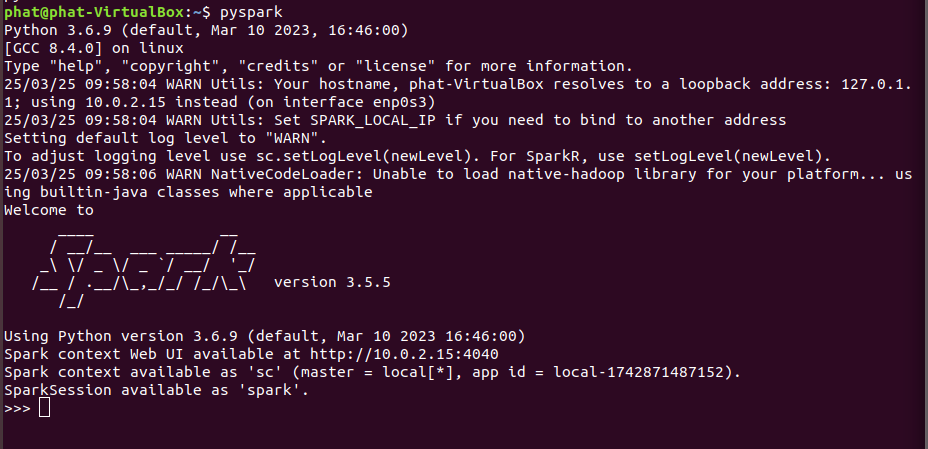 phat@phat-VirtualBox:~$ pyspark
Python 3.6.9 (default, Mar 10 2023, 16:46:00)
[GCC 8.4.0] on linux
Type "help", "copyright", "credits" or "license" for more information.
25/03/25 09:58:04 WARN Utils: Your hostname, phat-VirtualBox resolves to a loopback address: 127.0.1.
1; using 10.0.2.15 instead (on interface enp0s3)
25/03/25 09:58:04 WARN Utils: Set SPARK_LOCAL_IP if you need to bind to another address
Setting default log level to "WARN".
To adjust logging level use sc.setLogLevel(newLevel). For SparkR, use setLogLevel(newLevel).
25/03/25 09:58:06 WARN NativeCodeLoader: Unable to load native-hadoop library for your platform... us
ing builtin-java classes where applicable
Welcome to
      ____              __
     / __/__  ___ _____/ /__
    _\ \/ _ \/ _ `/ __/  '_/
   /__ / .__/\_,_/_/ /_/\_\   version 3.5.5
      /_/
Using Python version 3.6.9 (default, Mar 10 2023 16:46:00)
Spark context Web UI available at http://10.0.2.15:4040
Spark context available as 'sc' (master = local[*], app id = local-1742871487152).
SparkSession available as 'spark'.
>>>